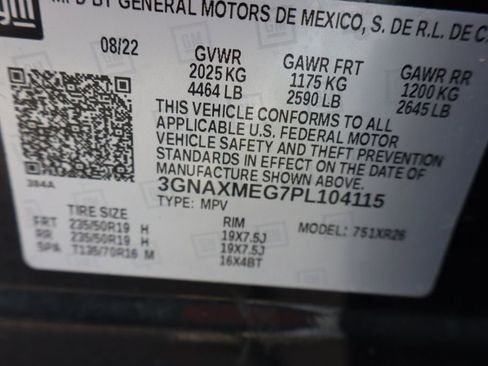 gm
MFD BY GENERAL MOTORS DE MEXICO, S. DE R.L. DE C
08/22 GVWR GAWR FRT GAWR RR
2025 KG 1175 KG 1200 KG
4464 LB 2590 LB 2645 LB
THIS VEHICLE CONFORMS TO ALL
APPLICABLE U.S. FEDERAL MOTOR
VEHICLE SAFETY AND THEFT PREVENTION
STANDARDS IN EFFECT ON THE DATE OF
MANUFACTURE SHOWN ABOVE.
384A
3GNAXMEG7PL104115
TYPE: MPV
TIRE SIZE RIM MODEL: 751XR26
FRT 235/50R19 H 19X7.5J
RR 235/50R19 H 19X7.5J
SPA T135/70R16 M 16X4BT